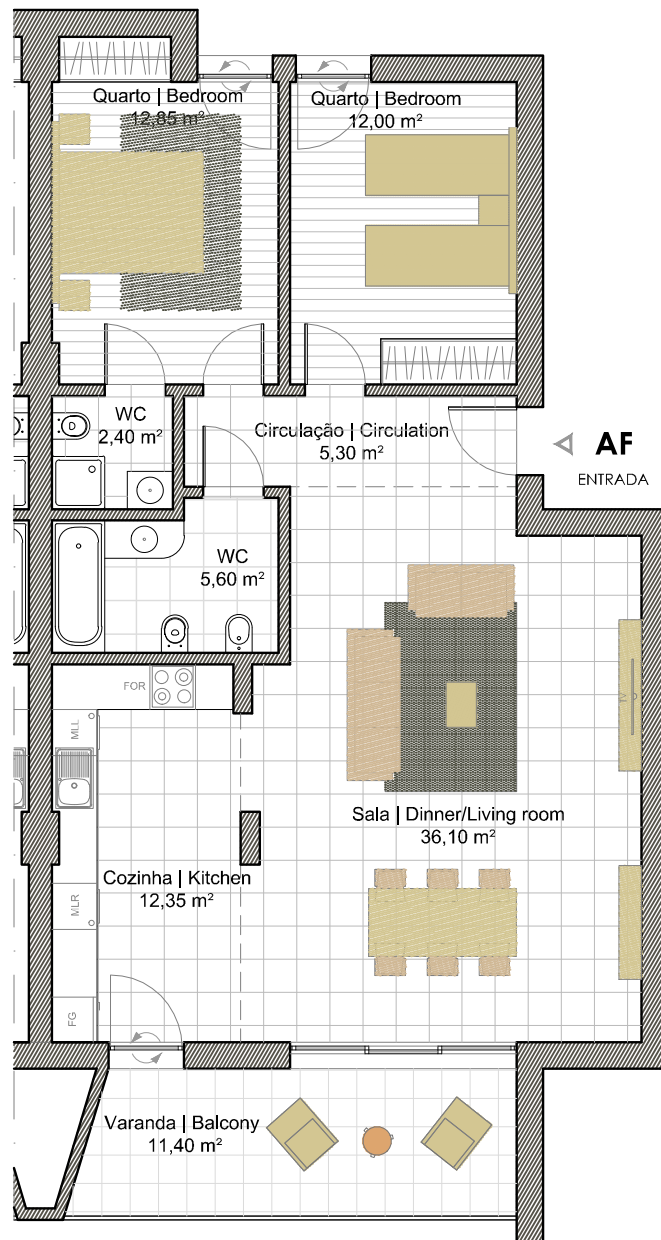 Quarto | Bedroom
12,85 m²
Quarto | Bedroom
12,00 m²
WC
2,40 m²
Circulação | Circulation
5,30 m²
AF
ENTRADA
WC
5,60 m²
FOR
MLL
TV
Sala | Dinner/Living room
36,10 m²
Cozinha | Kitchen
12,35 m²
MLR
FG
Varanda | Balcony
11,40 m²